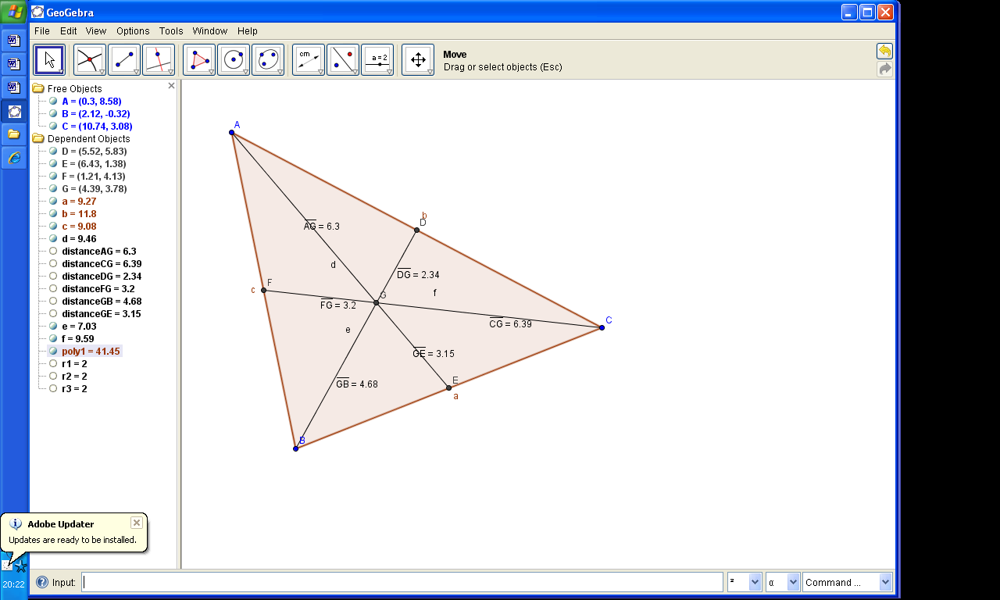 GeoGebra
File Edit View Options Tools Window Help
cm
a = 2
Move
Drag or select objects (Esc)
Free Objects
A = (0.3, 8.58)
B = (2.12, -0.32)
C = (10.74, 3.08)
Dependent Objects
D = (5.52, 5.83)
E = (6.43, 1.38)
F = (1.21, 4.13)
G = (4.39, 3.78)
a = 9.27
b = 11.8
c = 9.08
d = 9.46
distanceAG = 6.3
distanceCG = 6.39
distanceDG = 2.34
distanceFG = 3.2
distanceGB = 4.68
distanceGE = 3.15
e = 7.03
f = 9.59
poly1 = 41.45
r1 = 2
r2 = 2
r3 = 2
A
b
D
AG = 6.3
d
DG = 2.34
F
c
G
f
FG = 3.2
C
CG = 6.39
e
GE = 3.15
GB = 4.68
E
a
B
Adobe Updater
Updates are ready to be installed.
20:22
Input:
²
α
Command ...